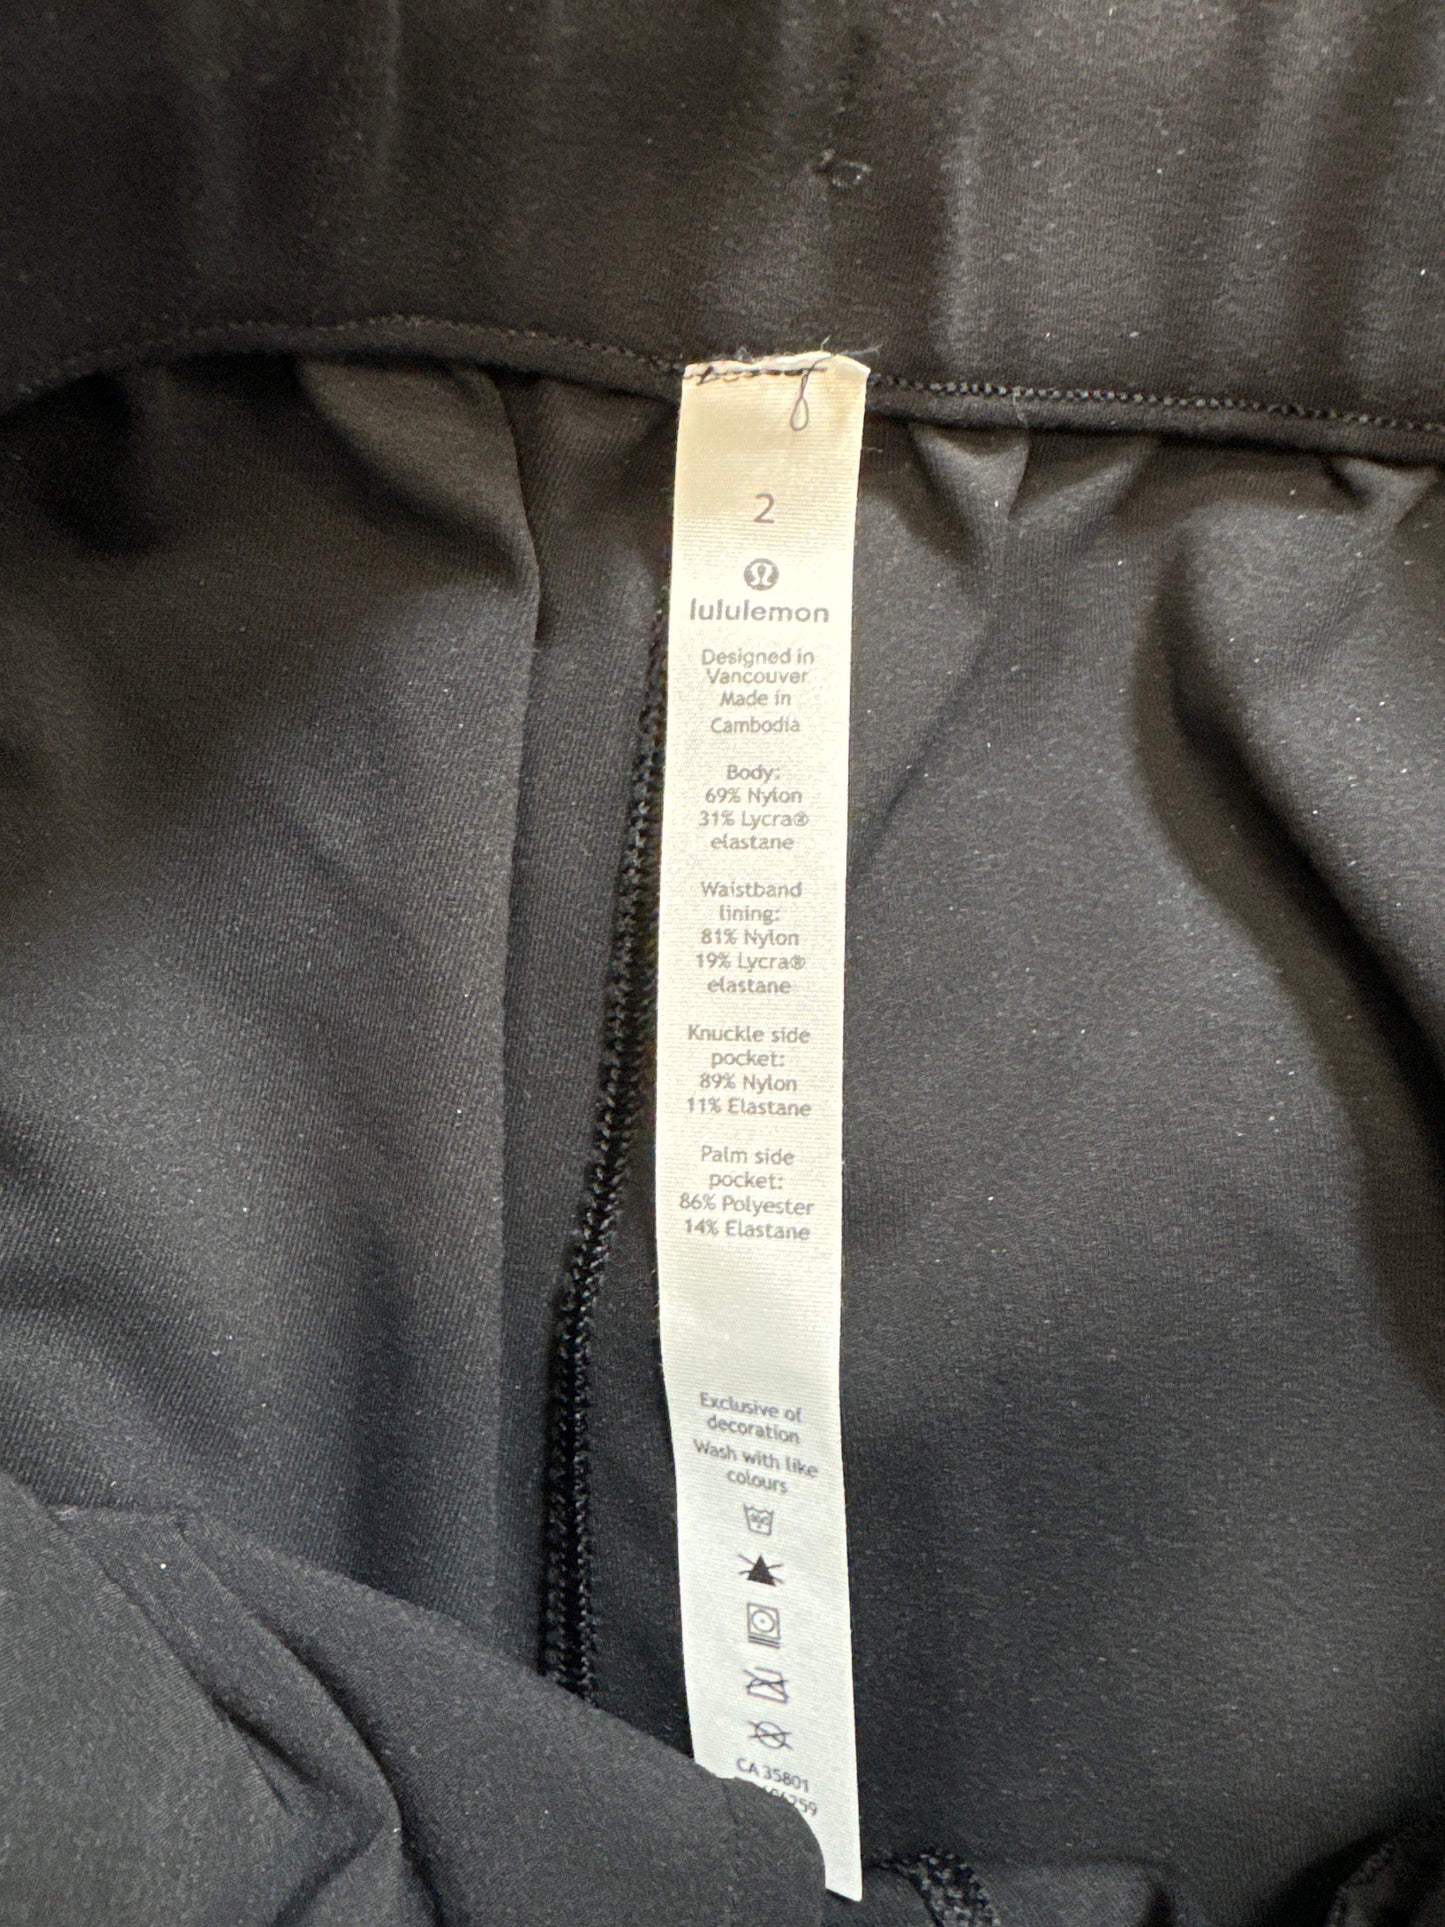 2
lululemon
Designed in
Vancouver
Made in
Cambodia
Body:
69% Nylon
31% Lycra®
elastane
Waistband
lining:
81% Nylon
19% Lycra®
elastane
Knuckle side
pocket:
89% Nylon
11% Elastane
Palm side
pocket:
86% Polyester
14% Elastane
Exclusive of
decoration
Wash with like
colours
CA 35801